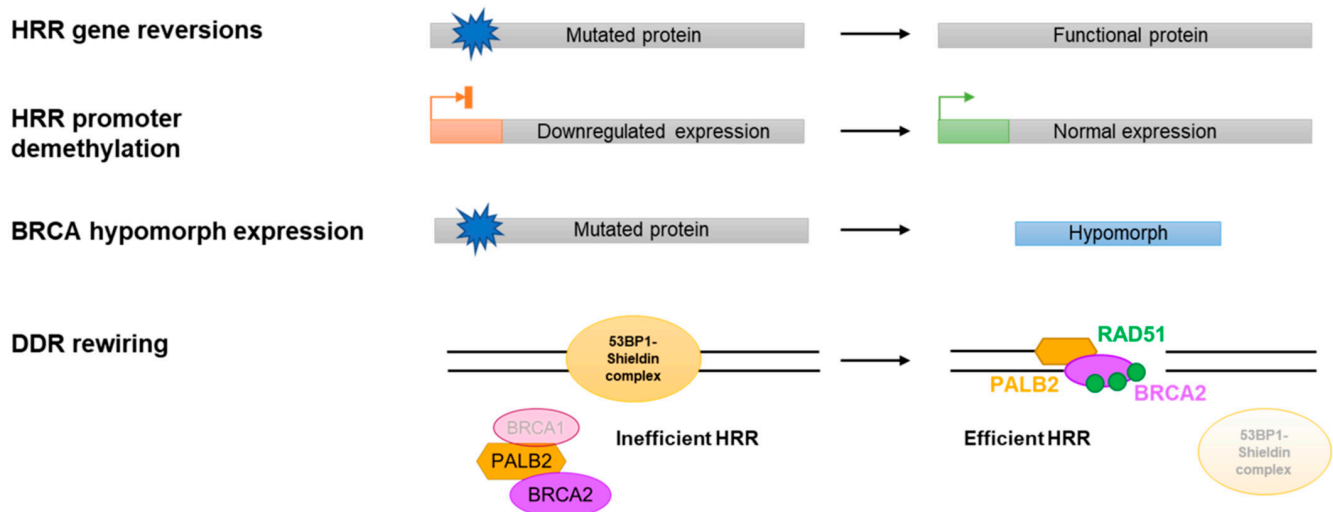 HRR gene reversions
Mutated protein
Functional protein
HRR promoter
demethylation
Downregulated expression
Normal expression
BRCA hypomorph expression
Mutated protein
Hypomorph
DDR rewiring
53BP1-
Shieldin
complex
BRCA1
PALB2
BRCA2
Inefficient HRR
RAD51
PALB2
BRCA2
Efficient HRR
53BP1-
Shieldin
complex